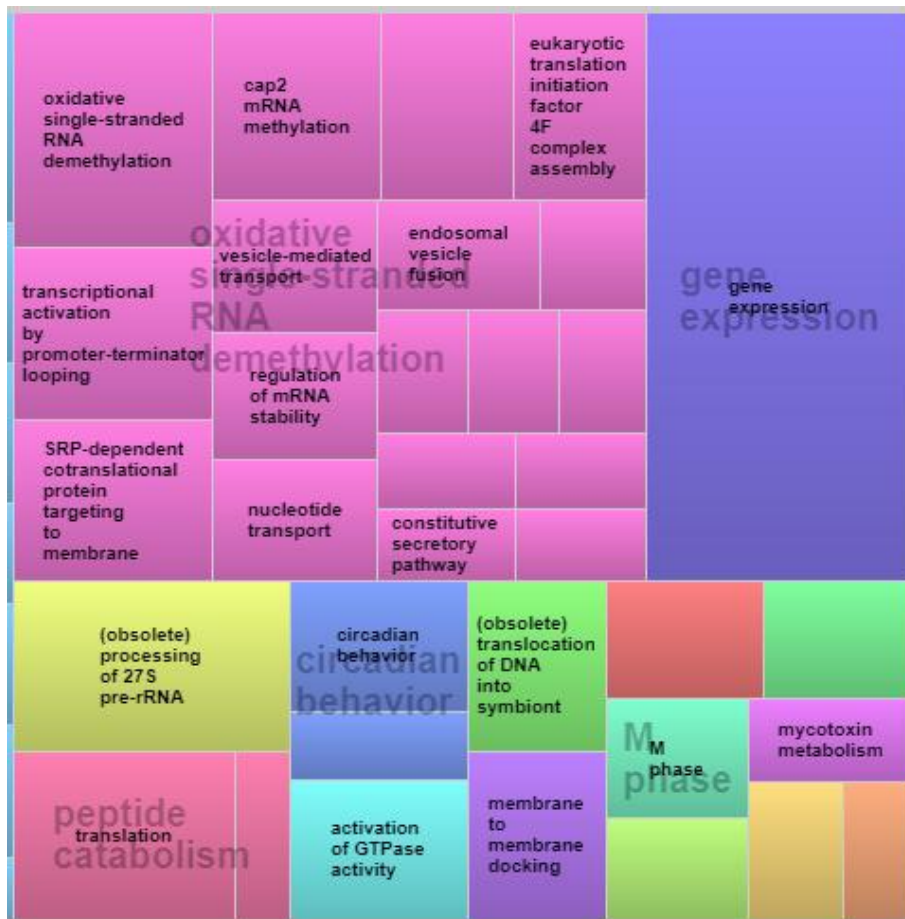 oxidative
single-stranded
RNA
demethylation
cap2
mRNA
methylation
eukaryotic
translation
initiation
factor
4F
complex
assembly
oxidative
single-stranded
RNA
demethylation
vesicle-mediated
transport
endosomal
vesicle
fusion
gene
expression
gene
expression
transcriptional
activation
by
promoter-terminator
looping
regulation
of mRNA
stability
SRP-dependent
cotranslational
protein
targeting
to
membrane
nucleotide
transport
constitutive
secretory
pathway
(obsolete)
processing
of 27S
pre-rRNA
circadian
behavior
circadian
behavior
(obsolete)
translocation
of DNA
into
symbiont
M
phase
M
phase
mycotoxin
metabolism
peptide
catabolism
translation
activation
of GTPase
activity
membrane
to
membrane
docking